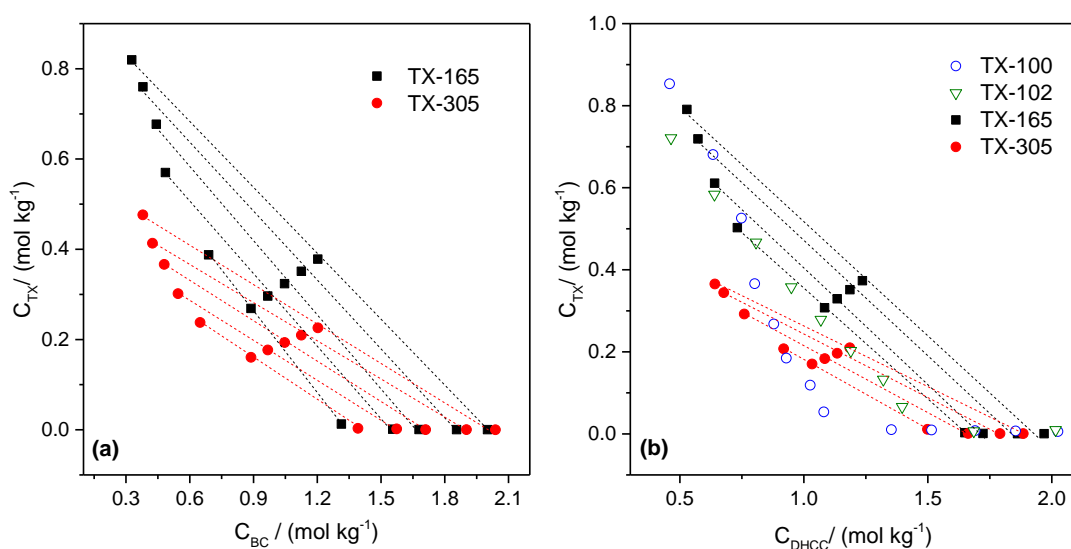 TX-165
TX-305
0.8
0.6
0.4
0.2
0.0
C_TX/ (mol kg⁻¹)
(a)
0.3 0.6 0.9 1.2 1.5 1.8 2.1
C_BC / (mol kg⁻¹)
TX-100
TX-102
TX-165
TX-305
1.0
0.8
0.6
0.4
0.2
0.0
C_TX/ (mol kg⁻¹)
(b)
0.5 1.0 1.5 2.0
C_DHCC/ (mol kg⁻¹)